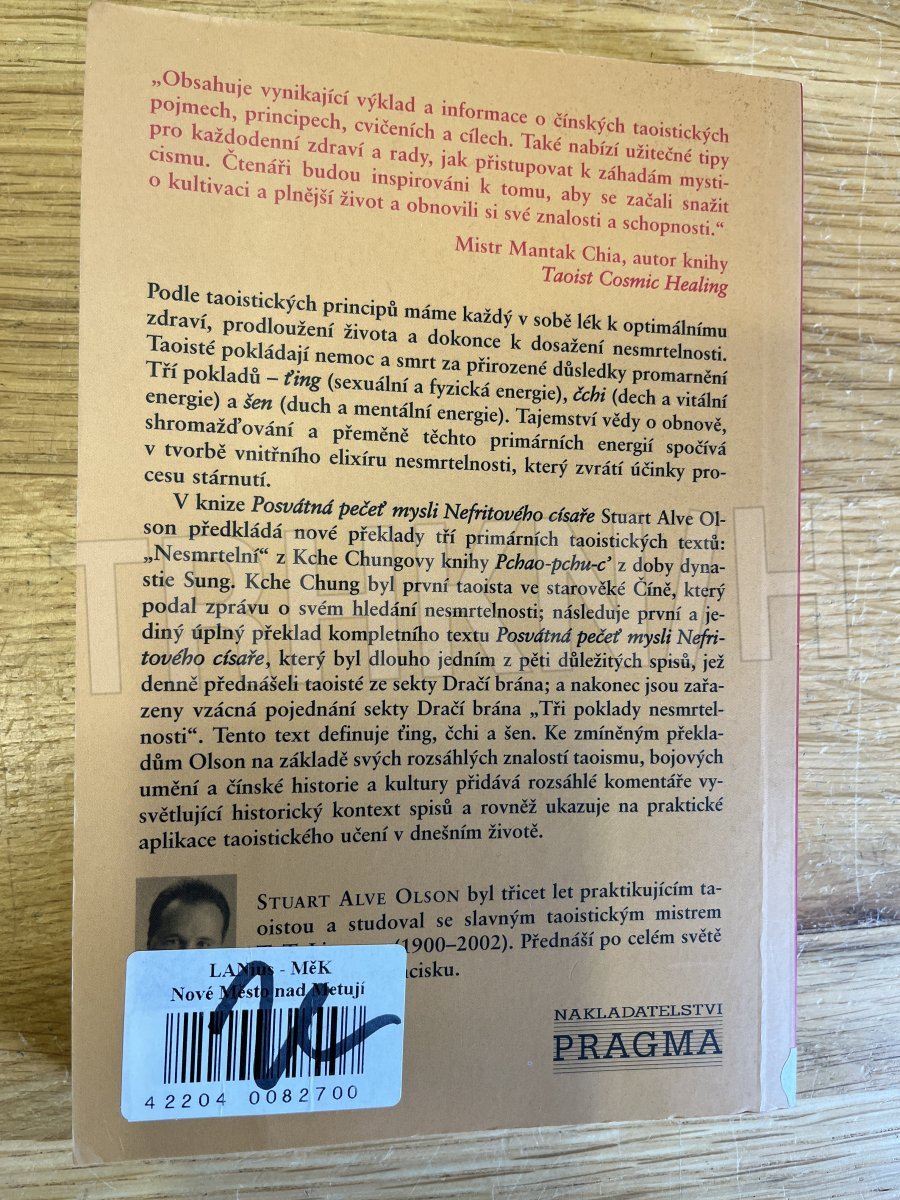 „Obsahuje vynikající výklad a informace o čínských taoistických
pojmech, principech, cvičeních a cílech. Také nabízí užitečné tipy
pro každodenní zdraví a rady, jak přistupovat k záhadám mysti-
cismu. Čtenáři budou inspirováni k tomu, aby se začali snažit
o kultivaci a plnější život a obnovili si své znalosti a schopnosti.“
Mistr Mantak Chia, autor knihy
Taoist Cosmic Healing
Podle taoistických principů máme každý v sobě lék k optimálnímu
zdraví, prodloužení života a dokonce k dosažení nesmrtelnosti.
Taoisté pokládají nemoc a smrt za přirozené důsledky promarnění
Tří pokladů – ťing (sexuální a fyzická energie), čchi (dech a vitální
energie) a šen (duch a mentální energie). Tajemství vědy o obnově,
shromažďování a přeměně těchto primárních energií spočívá
v tvorbě vnitřního elixíru nesmrtelnosti, který zvrátí účinky pro-
cesu stárnutí.
V knize Posvátná pečeť mysli Nefritového císaře Stuart Alve Ol-
son předkládá nové překlady tří primárních taoistických textů:
„Nesmrtelní“ z Kche Chungovy knihy Pchao-pchu-c’ z doby dyna-
stie Sung. Kche Chung byl první taoista ve starověké Číně, který
podal zprávu o svém hledání nesmrtelnosti; následuje první a je-
diný úplný překlad kompletního textu Posvátná pečeť mysli Nefri-
tového císaře, který byl dlouho jedním z pěti důležitých spisů, jež
denně přednášeli taoisté ze sekty Dračí brána; a nakonec jsou zařa-
zeny vzácná pojednání sekty Dračí brána „Tři poklady nesmrtel-
nosti“. Tento text definuje ťing, čchi a šen. Ke zmíněným překla-
dům Olson na základě svých rozsáhlých znalostí taoismu, bojových
umění a čínské historie a kultury přidává rozsáhlé komentáře vy-
světlující historický kontext spisů a rovněž ukazuje na praktické
aplikace taoistického učení v dnešním životě.
STUART ALVE OLSON byl třicet let praktikujícím ta-
oistou a studoval se slavným taoistickým mistrem
(1900–2002). Přednáší po celém světě
LANius - MěK
Nové Město nad Metují
42204 0082700
NAKLADATELSTVI
PRAGMA